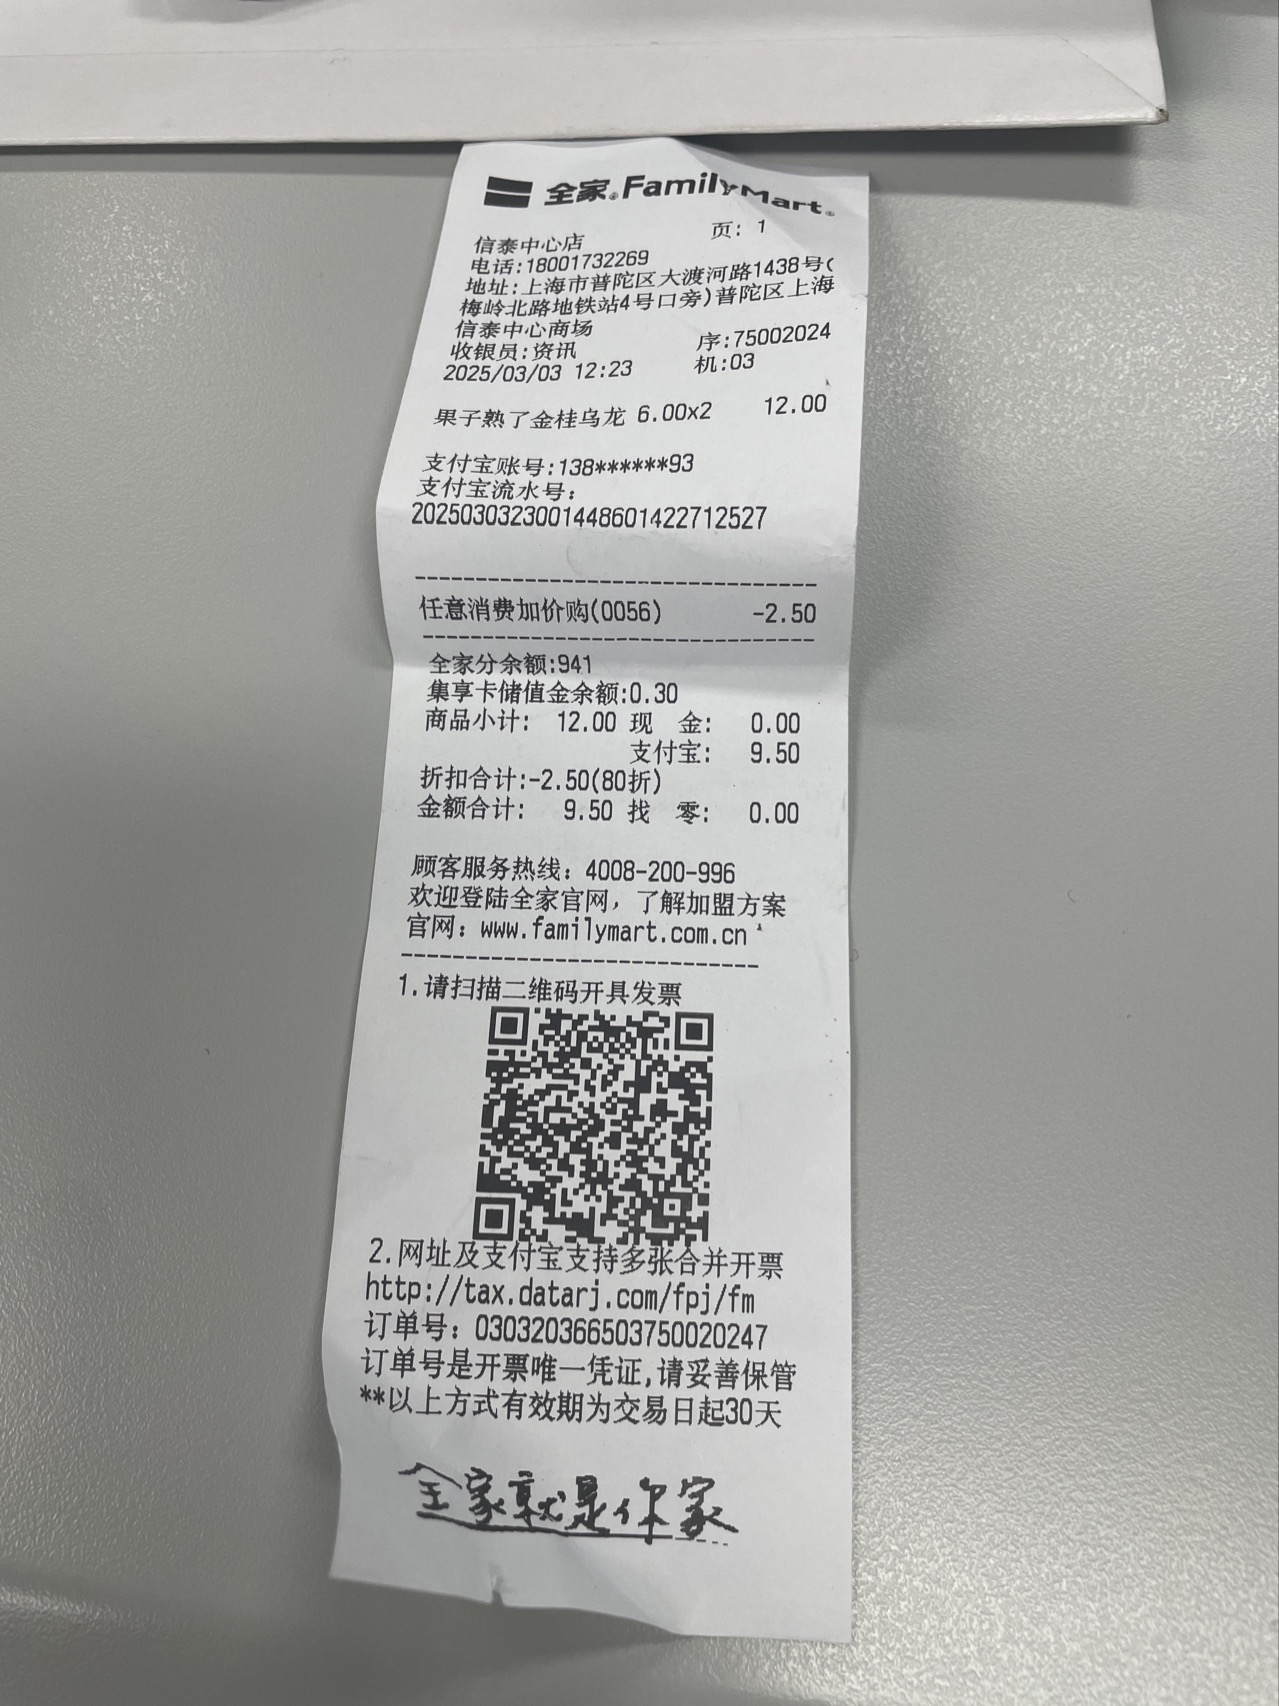 全家 FamilyMart
页: 1
信泰中心店
电话:18001732269
地址:上海市普陀区大渡河路1438号(
梅岭北路地铁站4号口旁)普陀区上海
信泰中心商场
收银员:资讯 序:75002024
2025/03/03 12:23 机:03
果子熟了金桂乌龙 6.00x2 12.00
支付宝账号:138******93
支付宝流水号:
2025030323001448601422712527
任意消费加价购(0056) -2.50
全家分余额:941
集享卡储值金余额:0.30
商品小计: 12.00 现 金: 0.00
支付宝: 9.50
折扣合计:-2.50(80折)
金额合计: 9.50 找 零: 0.00
顾客服务热线: 4008-200-996
欢迎登陆全家官网，了解加盟方案
官网: www.familymart.com.cn
1.请扫描二维码开具发票
2.网址及支付宝支持多张合并开票
http://tax.datarj.com/fpj/fm
订单号: 030320366503750020247
订单号是开票唯一凭证,请妥善保管
**以上方式有效期为交易日起30天
全家就是你家